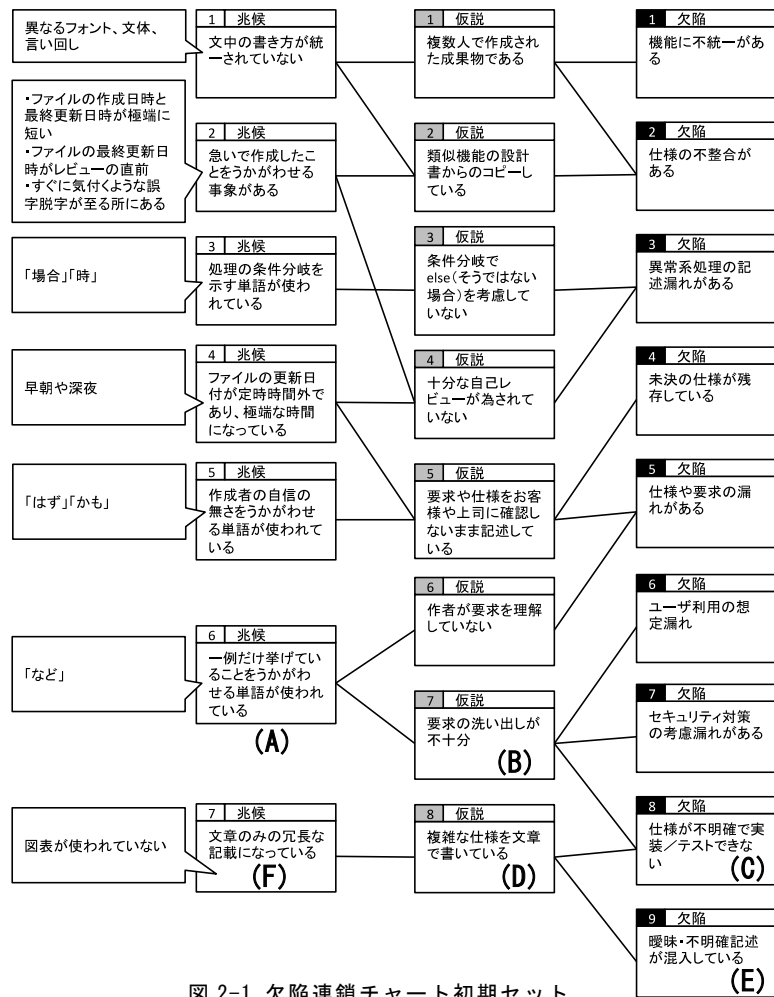 異なるフォント、文体、
言い回し
1 兆候
文中の書き方が統
一されていない
1 仮説
複数人で作成され
た成果物である
1 欠陥
機能に不統一があ
る
・ファイルの作成日時と
最終更新日時が極端に
短い
・ファイルの最終更新日
時がレビューの直前
・すぐに気付くような誤
字脱字が至る所にある
2 兆候
急いで作成したこ
とをうかがわせる
事象がある
2 仮説
類似機能の設計
書からのコピーし
ている
2 欠陥
仕様の不整合が
ある
「場合」「時」
3 兆候
処理の条件分岐を
示す単語が使わ
れている
3 仮説
条件分岐で
else(そうではない
場合)を考慮して
いない
3 欠陥
異常系処理の記
述漏れがある
早朝や深夜
4 兆候
ファイルの更新日
付が定時時間外で
あり、極端な時間
になっている
4 仮説
十分な自己レ
ビューが為されて
いない
4 欠陥
未決の仕様が残
存している
「はず」「かも」
5 兆候
作成者の自信の
無さをうかがわせ
る単語が使われて
いる
5 仮説
要求や仕様をお客
様や上司に確認し
ないまま記述して
いる
5 欠陥
仕様や要求の漏
れがある
「など」
6 兆候
一例だけ挙げてい
ることをうかがわ
せる単語が使われ
ている
(A)
6 仮説
作者が要求を理解
していない
6 欠陥
ユーザ利用の想
定漏れ
7 仮説
要求の洗い出しが
不十分
(B)
7 欠陥
セキュリティ対策
の考慮漏れがある
図表が使われていない
7 兆候
文章のみの冗長な
記載になっている
(F)
8 仮説
複雑な仕様を文章
で書いている
(D)
8 欠陥
仕様が不明確で実
装/テストできな
い
(C)
9 欠陥
曖昧・不明確記述
が混入している
(E)
図 2-1 欠陥連鎖チャート初期セット